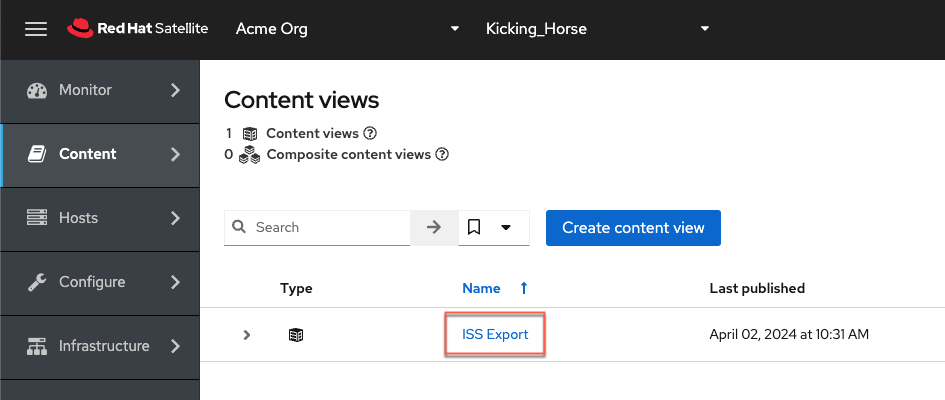 Red Hat Satellite Acme Org Kicking_Horse
Monitor
Content
Hosts
Configure
Infrastructure
Content views
1 Content views
0 Composite content views
Search
Create content view
Type Name Last published
ISS Export April 02, 2024 at 10:31 AM